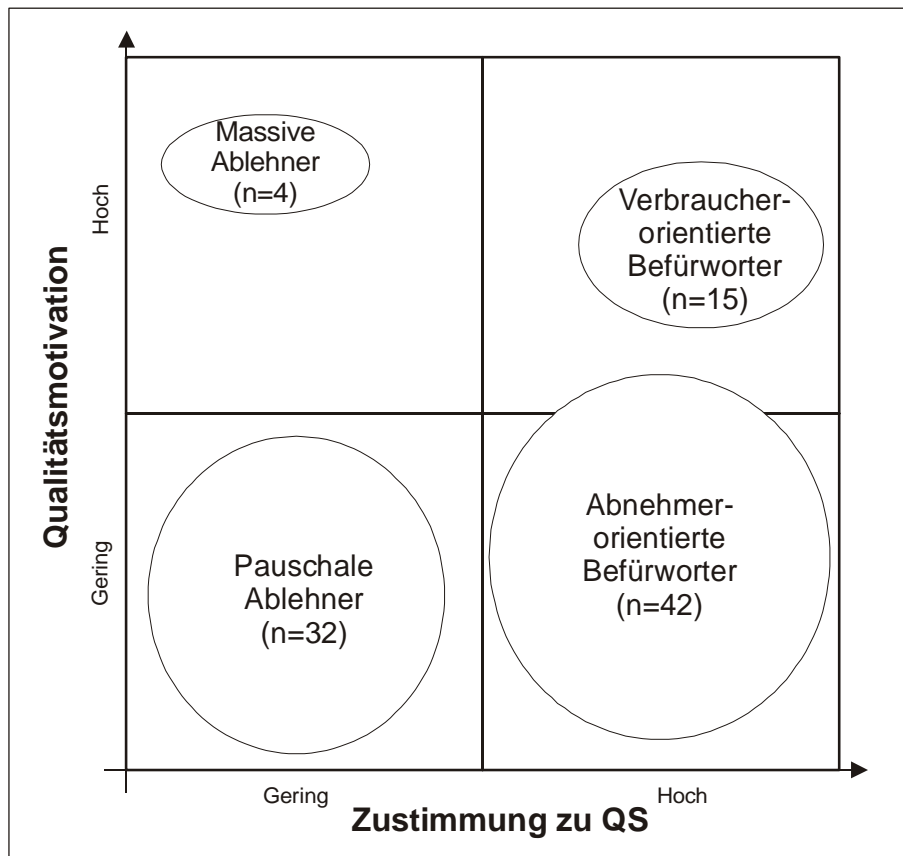 Massive
Ablehner
(n=4)
Verbraucher-
orientierte
Befürworter
(n=15)
Hoch
Qualitätsmotivation
Gering
Pauschale
Ablehner
(n=32)
Abnehmer-
orientierte
Befürworter
(n=42)
Gering
Hoch
Zustimmung zu QS